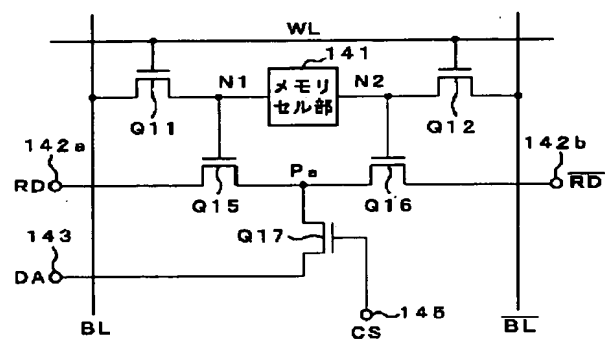 WL
141
N1
メモリ
セル部
N2
Q11
Q12
142a
142b
RD
Pa
RD
Q15
Q16
143
Q17
DA
145
BL
CS
BL